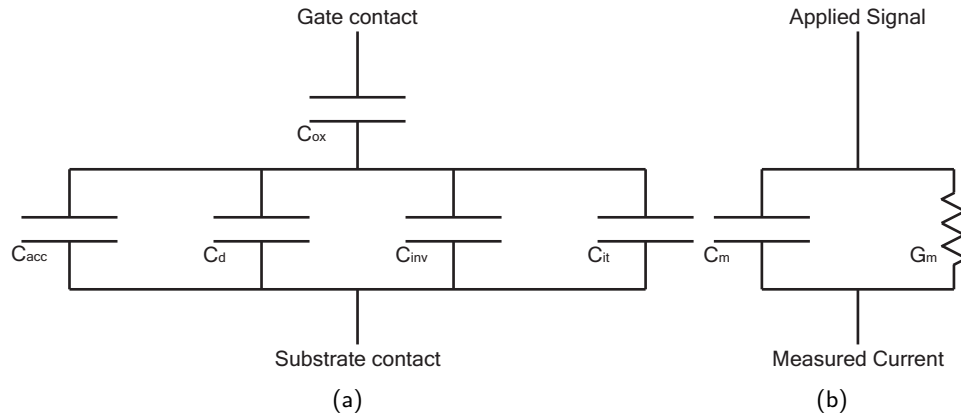 Gate contact
Applied Signal
Cox
Cacc
Cd
Cinv
Cit
Cm
Gm
Substrate contact
Measured Current
(a)
(b)